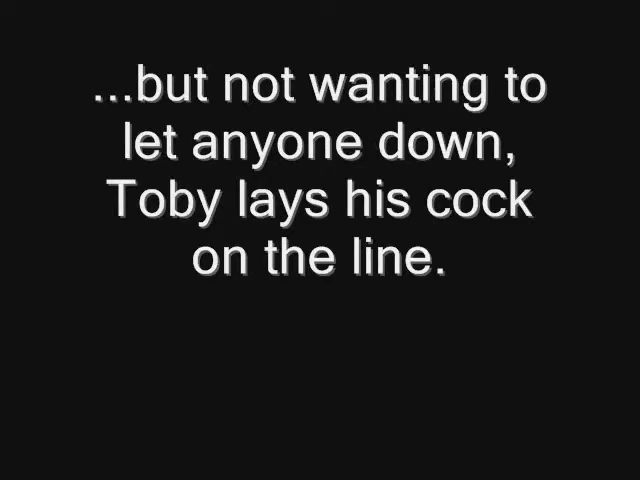 ...but not wanting to
let anyone down,
Toby lays his cock
on the line.